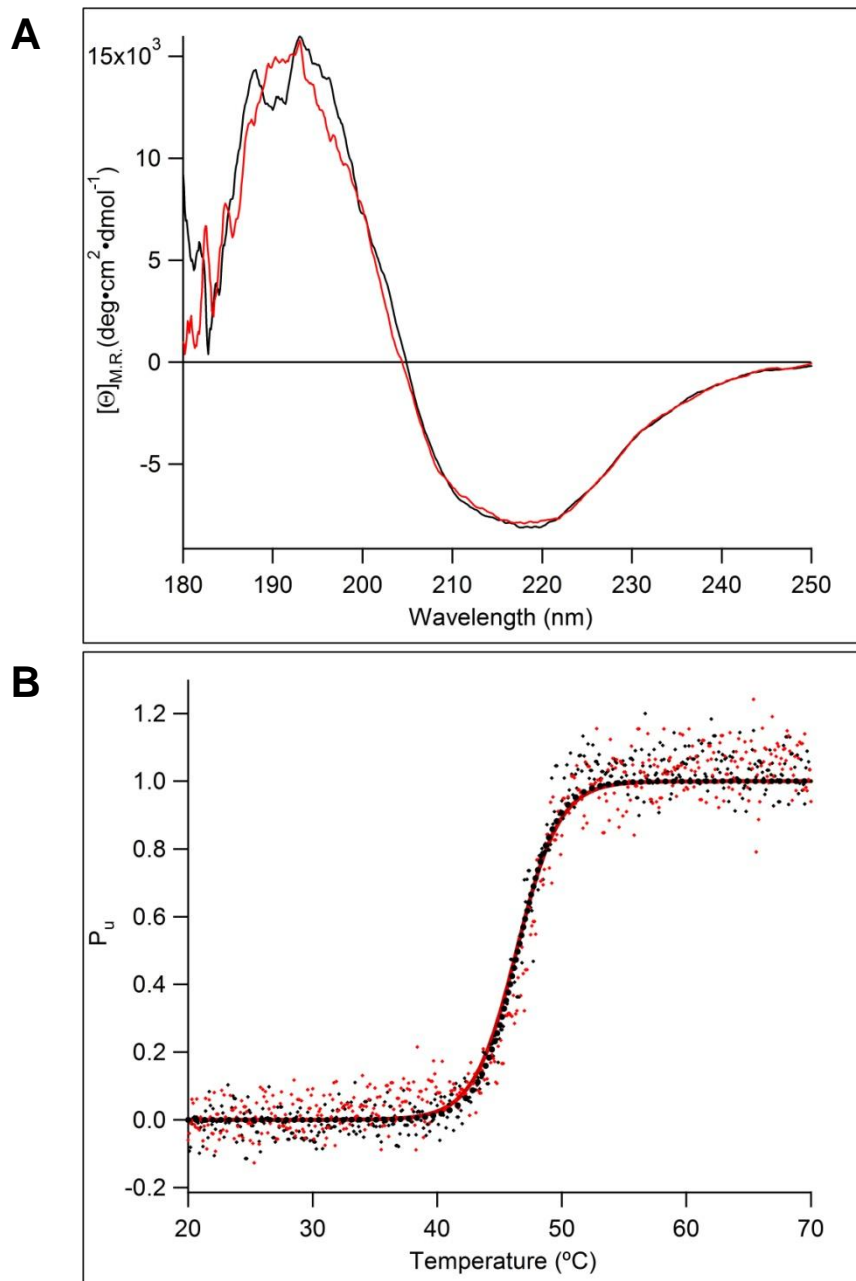 A
15x10³
10
5
0
-5
[Θ]M.R.(deg•cm²•dmol⁻¹)
180 190 200 210 220 230 240 250
Wavelength (nm)
B
1.2
1.0
0.8
0.6
0.4
0.2
0.0
-0.2
Pu
20 30 40 50 60 70
Temperature (ºC)